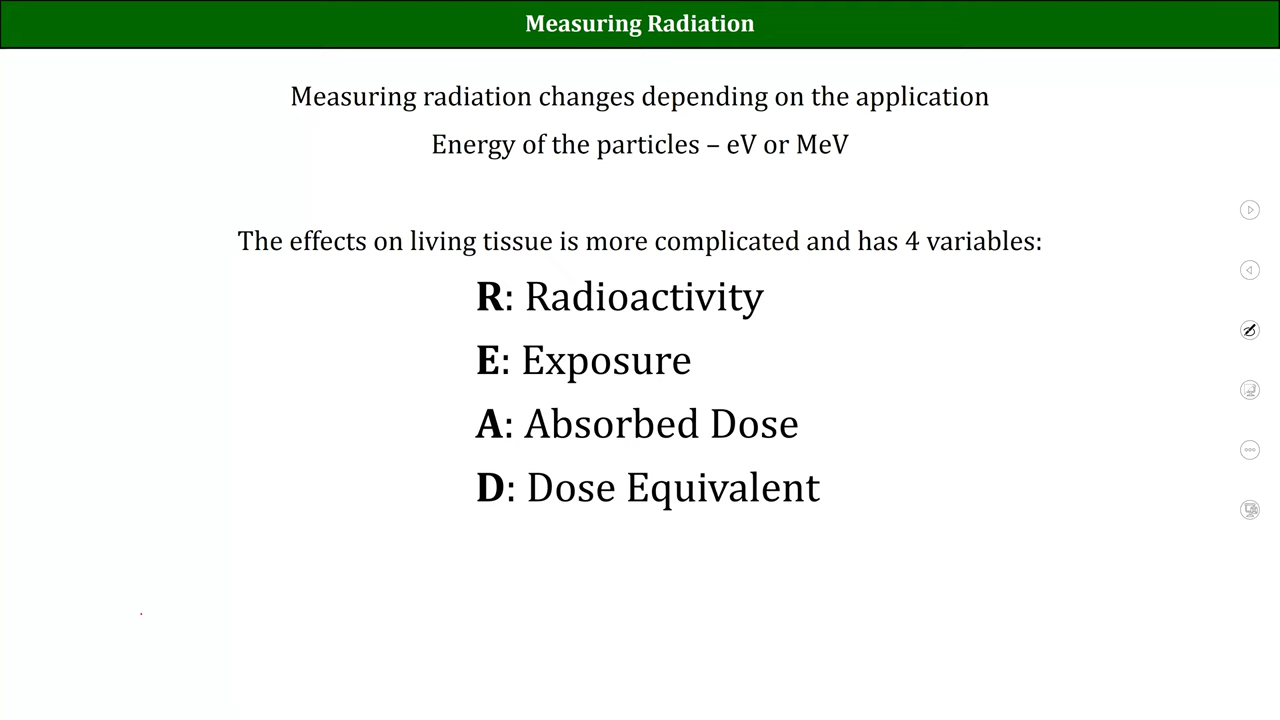 Measuring Radiation
Measuring radiation changes depending on the application
Energy of the particles – eV or MeV
The effects on living tissue is more complicated and has 4 variables:
R: Radioactivity
E: Exposure
A: Absorbed Dose
D: Dose Equivalent